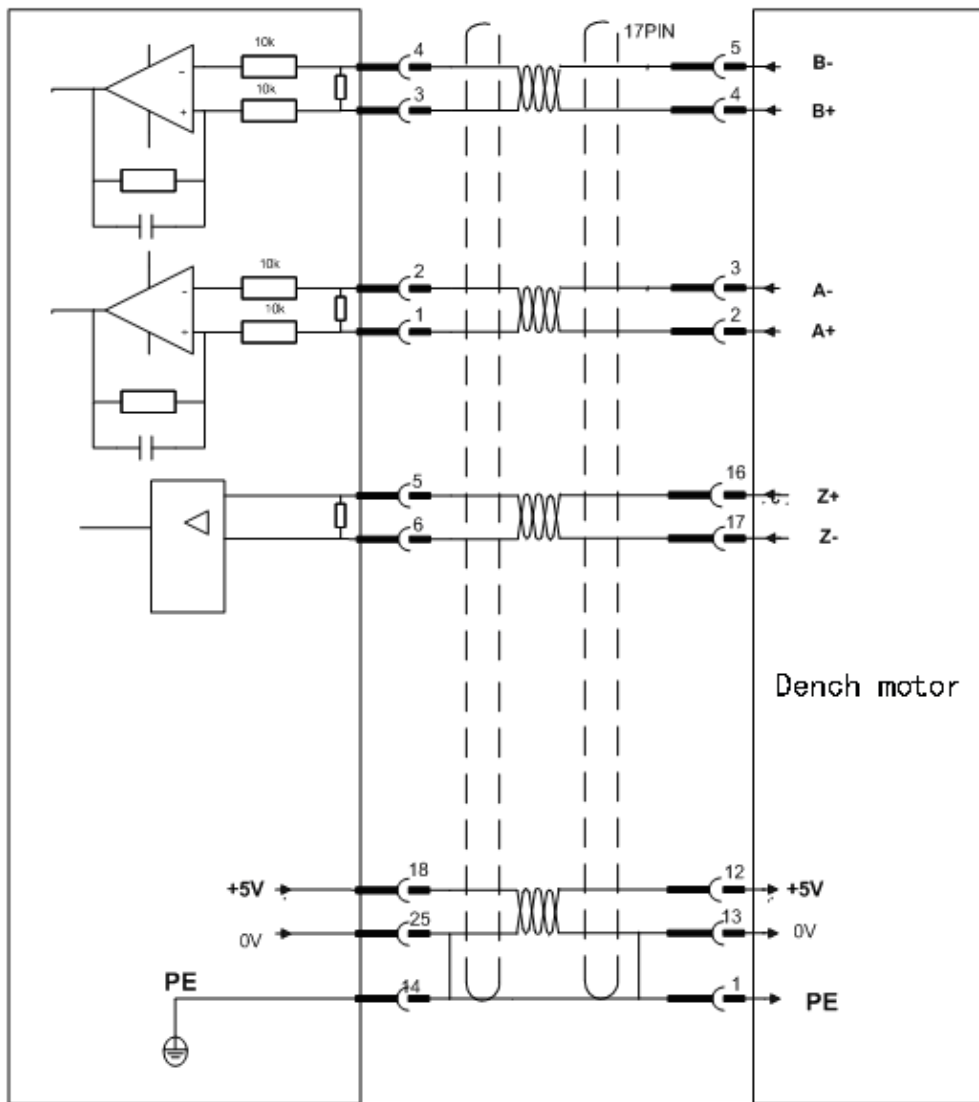 17PIN
10k
4
5
B-
10k
3
4
B+
10k
2
3
A-
10k
1
2
A+
5
16
Z+
6
17
Z-
Dench motor
+5V
18
12
+5V
0V
25
13
0V
PE
14
1
PE